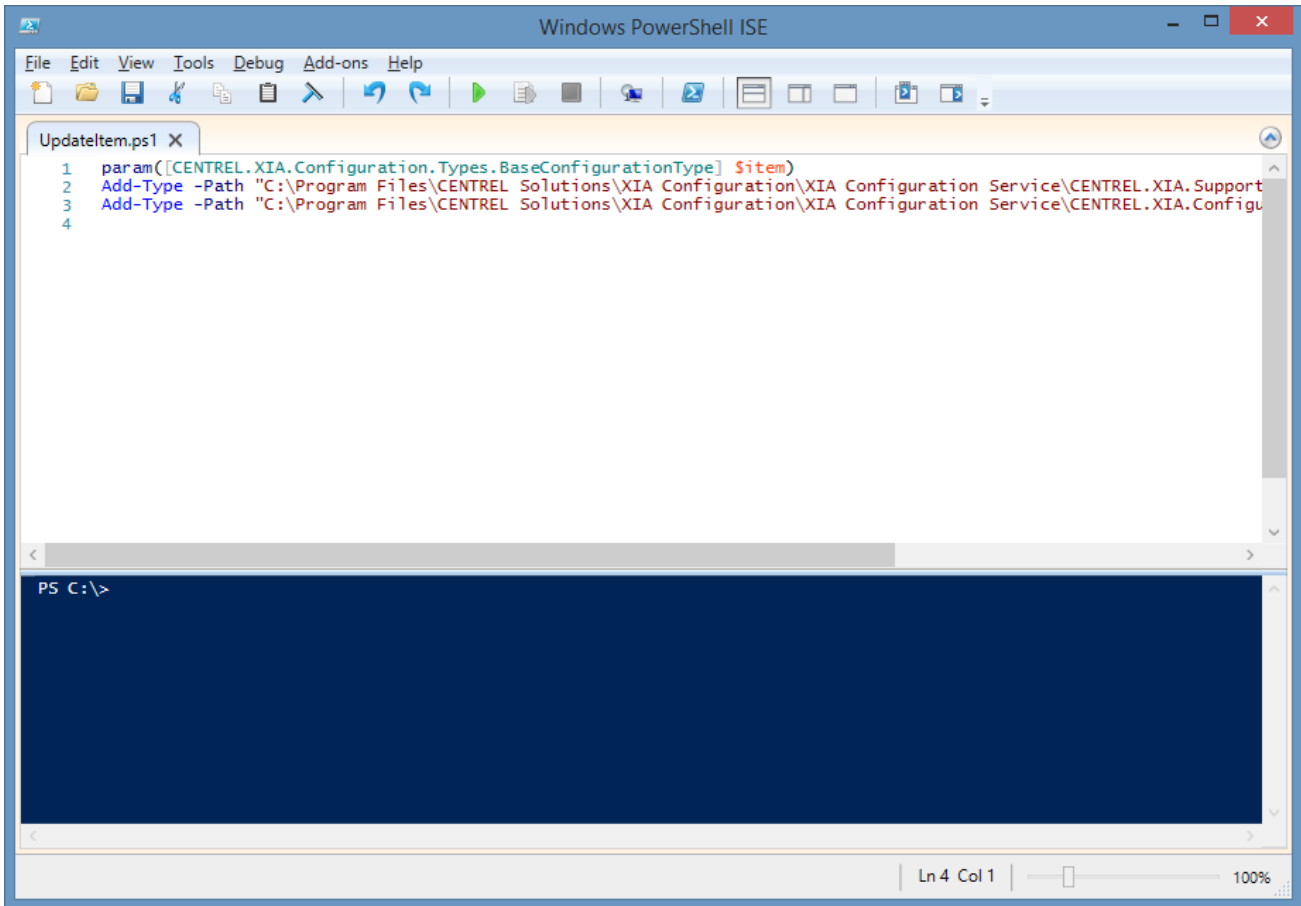 Windows PowerShell ISE
File Edit View Tools Debug Add-ons Help
UpdateItem.ps1
1 param([CENTREL.XIA.Configuration.Types.BaseConfigurationType] $item)
2 Add-Type -Path "C:\Program Files\CENTREL Solutions\XIA Configuration\XIA Configuration Service\CENTREL.XIA.Support
3 Add-Type -Path "C:\Program Files\CENTREL Solutions\XIA Configuration\XIA Configuration Service\CENTREL.XIA.Configu
4
PS C:\>
Ln 4 Col 1 100%